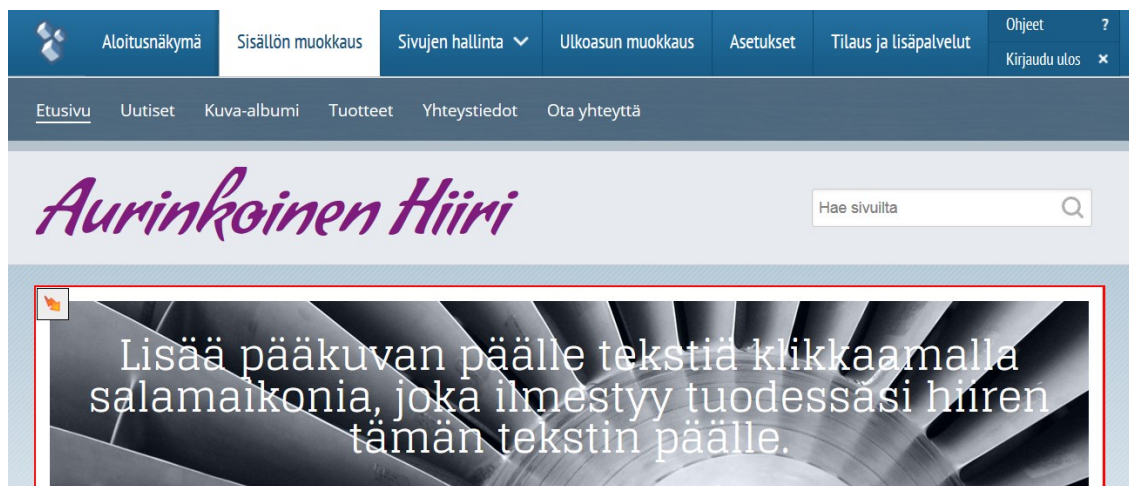 Aloitusnäkymä Sisällön muokkaus Sivujen hallinta Ulkoasun muokkaus Asetukset Tilaus ja lisäpalvelut Ohjeet ?
Kirjaudu ulos ×
Etusivu Uutiset Kuva-albumi Tuotteet Yhteystiedot Ota yhteyttä
Aurinkoinen Hiiri
Hae sivuilta
Lisää pääkuvan päälle tekstiä klikkaamalla
salamaikonia, joka ilmestyy tuodessasi hiiren
tämän tekstin päälle.